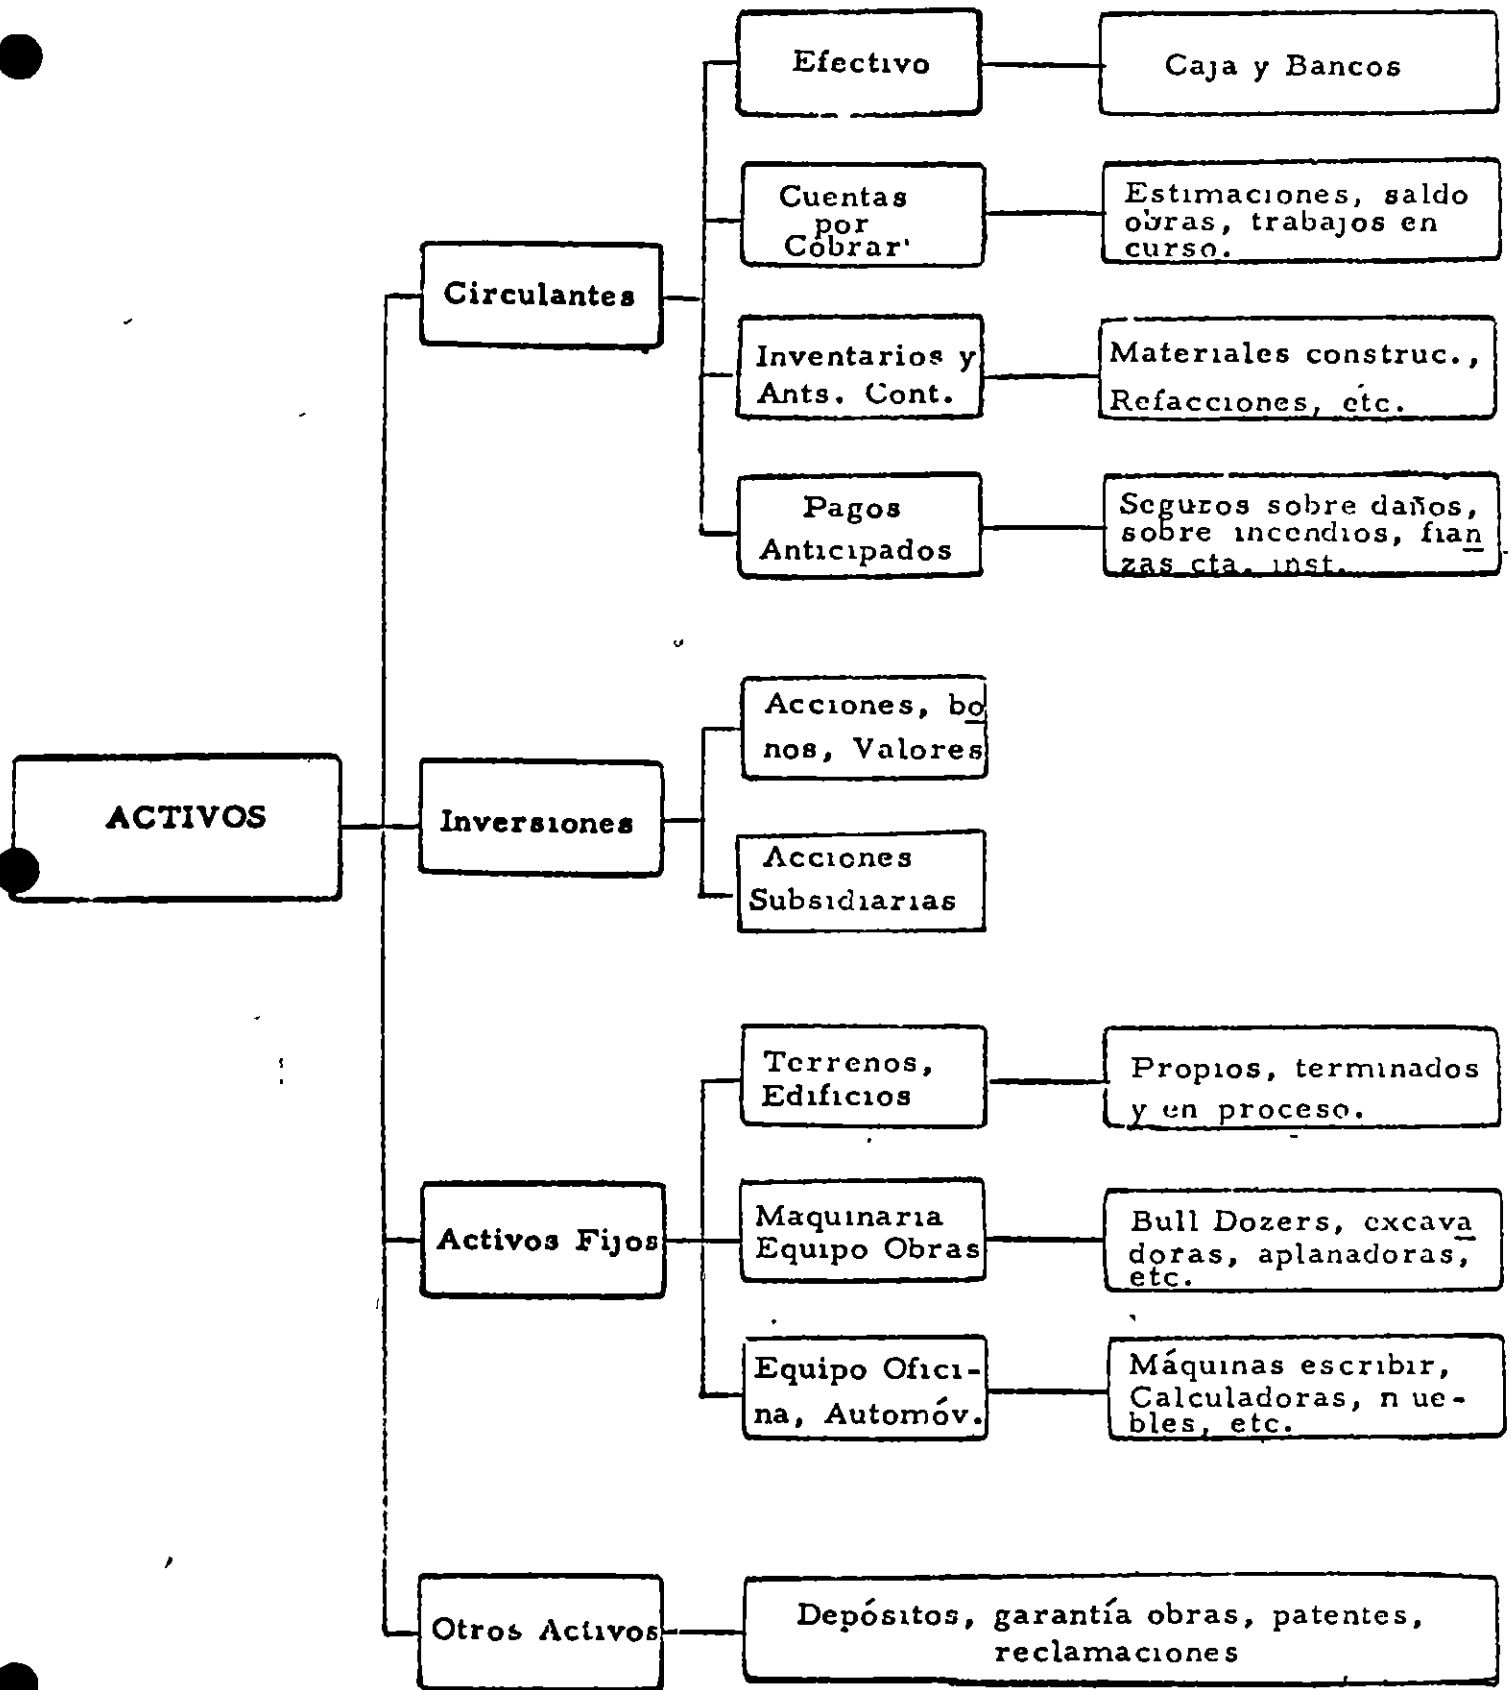 Efectivo
Caja y Bancos
Cuentas
por
Cobrar
Estimaciones, saldo
obras, trabajos en
curso.
Circulantes
Inventarios y
Ants. Cont.
Materiales construc.,
Refacciones, etc.
Pagos
Anticipados
Seguros sobre daños,
sobre incendios, fian
zas cta. inst.
Acciones, bo
nos, Valores
ACTIVOS
Inversiones
Acciones
Subsidiarias
Terrenos,
Edificios
Propios, terminados
y en proceso.
Activos Fijos
Maquinaria
Equipo Obras
Bull Dozers, excava
doras, aplanadoras,
etc.
Equipo Ofici-
na, Automóv.
Máquinas escribir,
Calculadoras, mue-
bles, etc.
Otros Activos
Depósitos, garantía obras, patentes,
reclamaciones